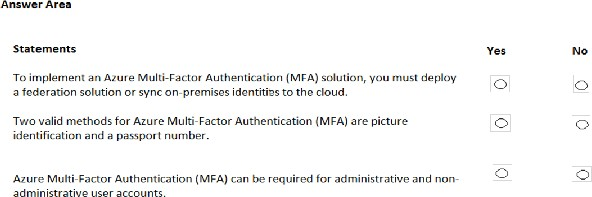 Answer Area
Statements Yes No
To implement an Azure Multi-Factor Authentication (MFA) solution, you must deploy
a federation solution or sync on-premises identities to the cloud.
Two valid methods for Azure Multi-Factor Authentication (MFA) are picture
identification and a passport number.
Azure Multi-Factor Authentication (MFA) can be required for administrative and non-
administrative user accounts.